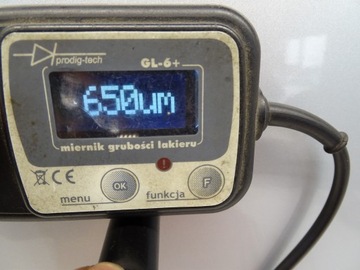 prodig-tech
GL-6+
650um
miernik grubości lakieru
CE
OK
F
menu
funkcja